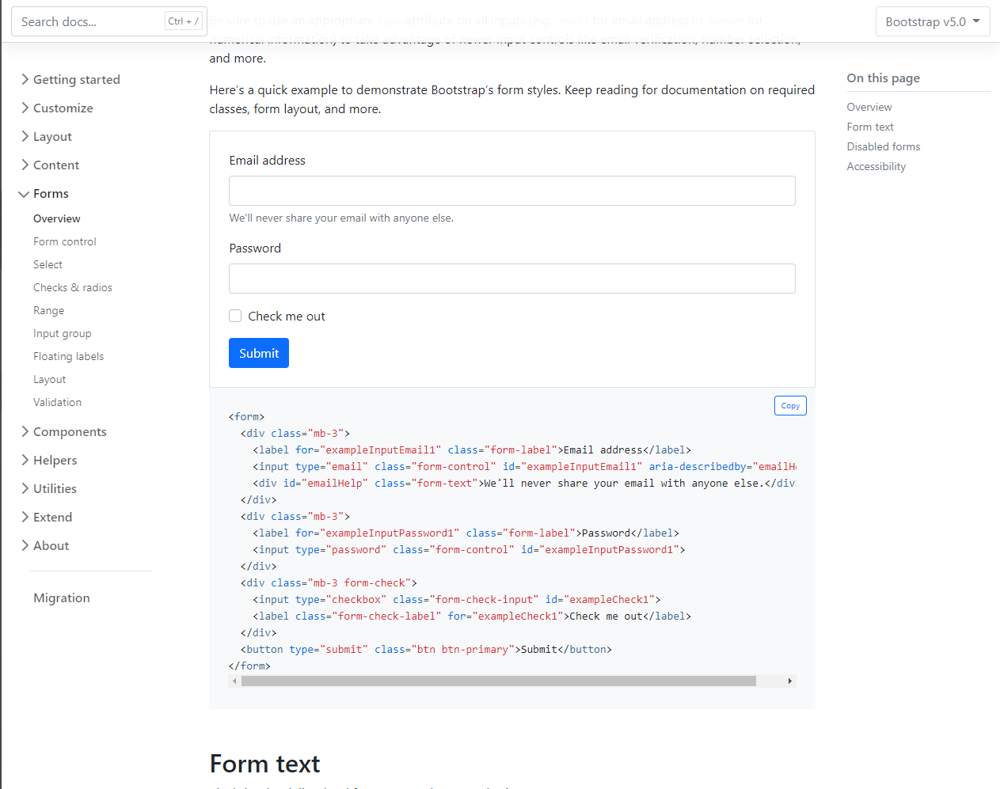 Search docs...
Ctrl + /
Bootstrap v5.0
Be sure to use an appropriate type attribute on all inputs (e.g., email for email address or number for
numerical information) to take advantage of newer input controls like email verification, number selection,
and more.
Here's a quick example to demonstrate Bootstrap's form styles. Keep reading for documentation on required
classes, form layout, and more.
Getting started
Customize
Layout
Content
Forms
Overview
Form control
Select
Checks & radios
Range
Input group
Floating labels
Layout
Validation
Components
Helpers
Utilities
Extend
About
Migration
Email address
We'll never share your email with anyone else.
Password
Check me out
Submit
Copy
<form>
  <div class="mb-3">
    <label for="exampleInputEmail1" class="form-label">Email address</label>
    <input type="email" class="form-control" id="exampleInputEmail1" aria-describedby="emailHe
    <div id="emailHelp" class="form-text">We'll never share your email with anyone else.</div
  </div>
  <div class="mb-3">
    <label for="exampleInputPassword1" class="form-label">Password</label>
    <input type="password" class="form-control" id="exampleInputPassword1">
  </div>
  <div class="mb-3 form-check">
    <input type="checkbox" class="form-check-input" id="exampleCheck1">
    <label class="form-check-label" for="exampleCheck1">Check me out</label>
  </div>
  <button type="submit" class="btn btn-primary">Submit</button>
</form>
Form text
On this page
Overview
Form text
Disabled forms
Accessibility